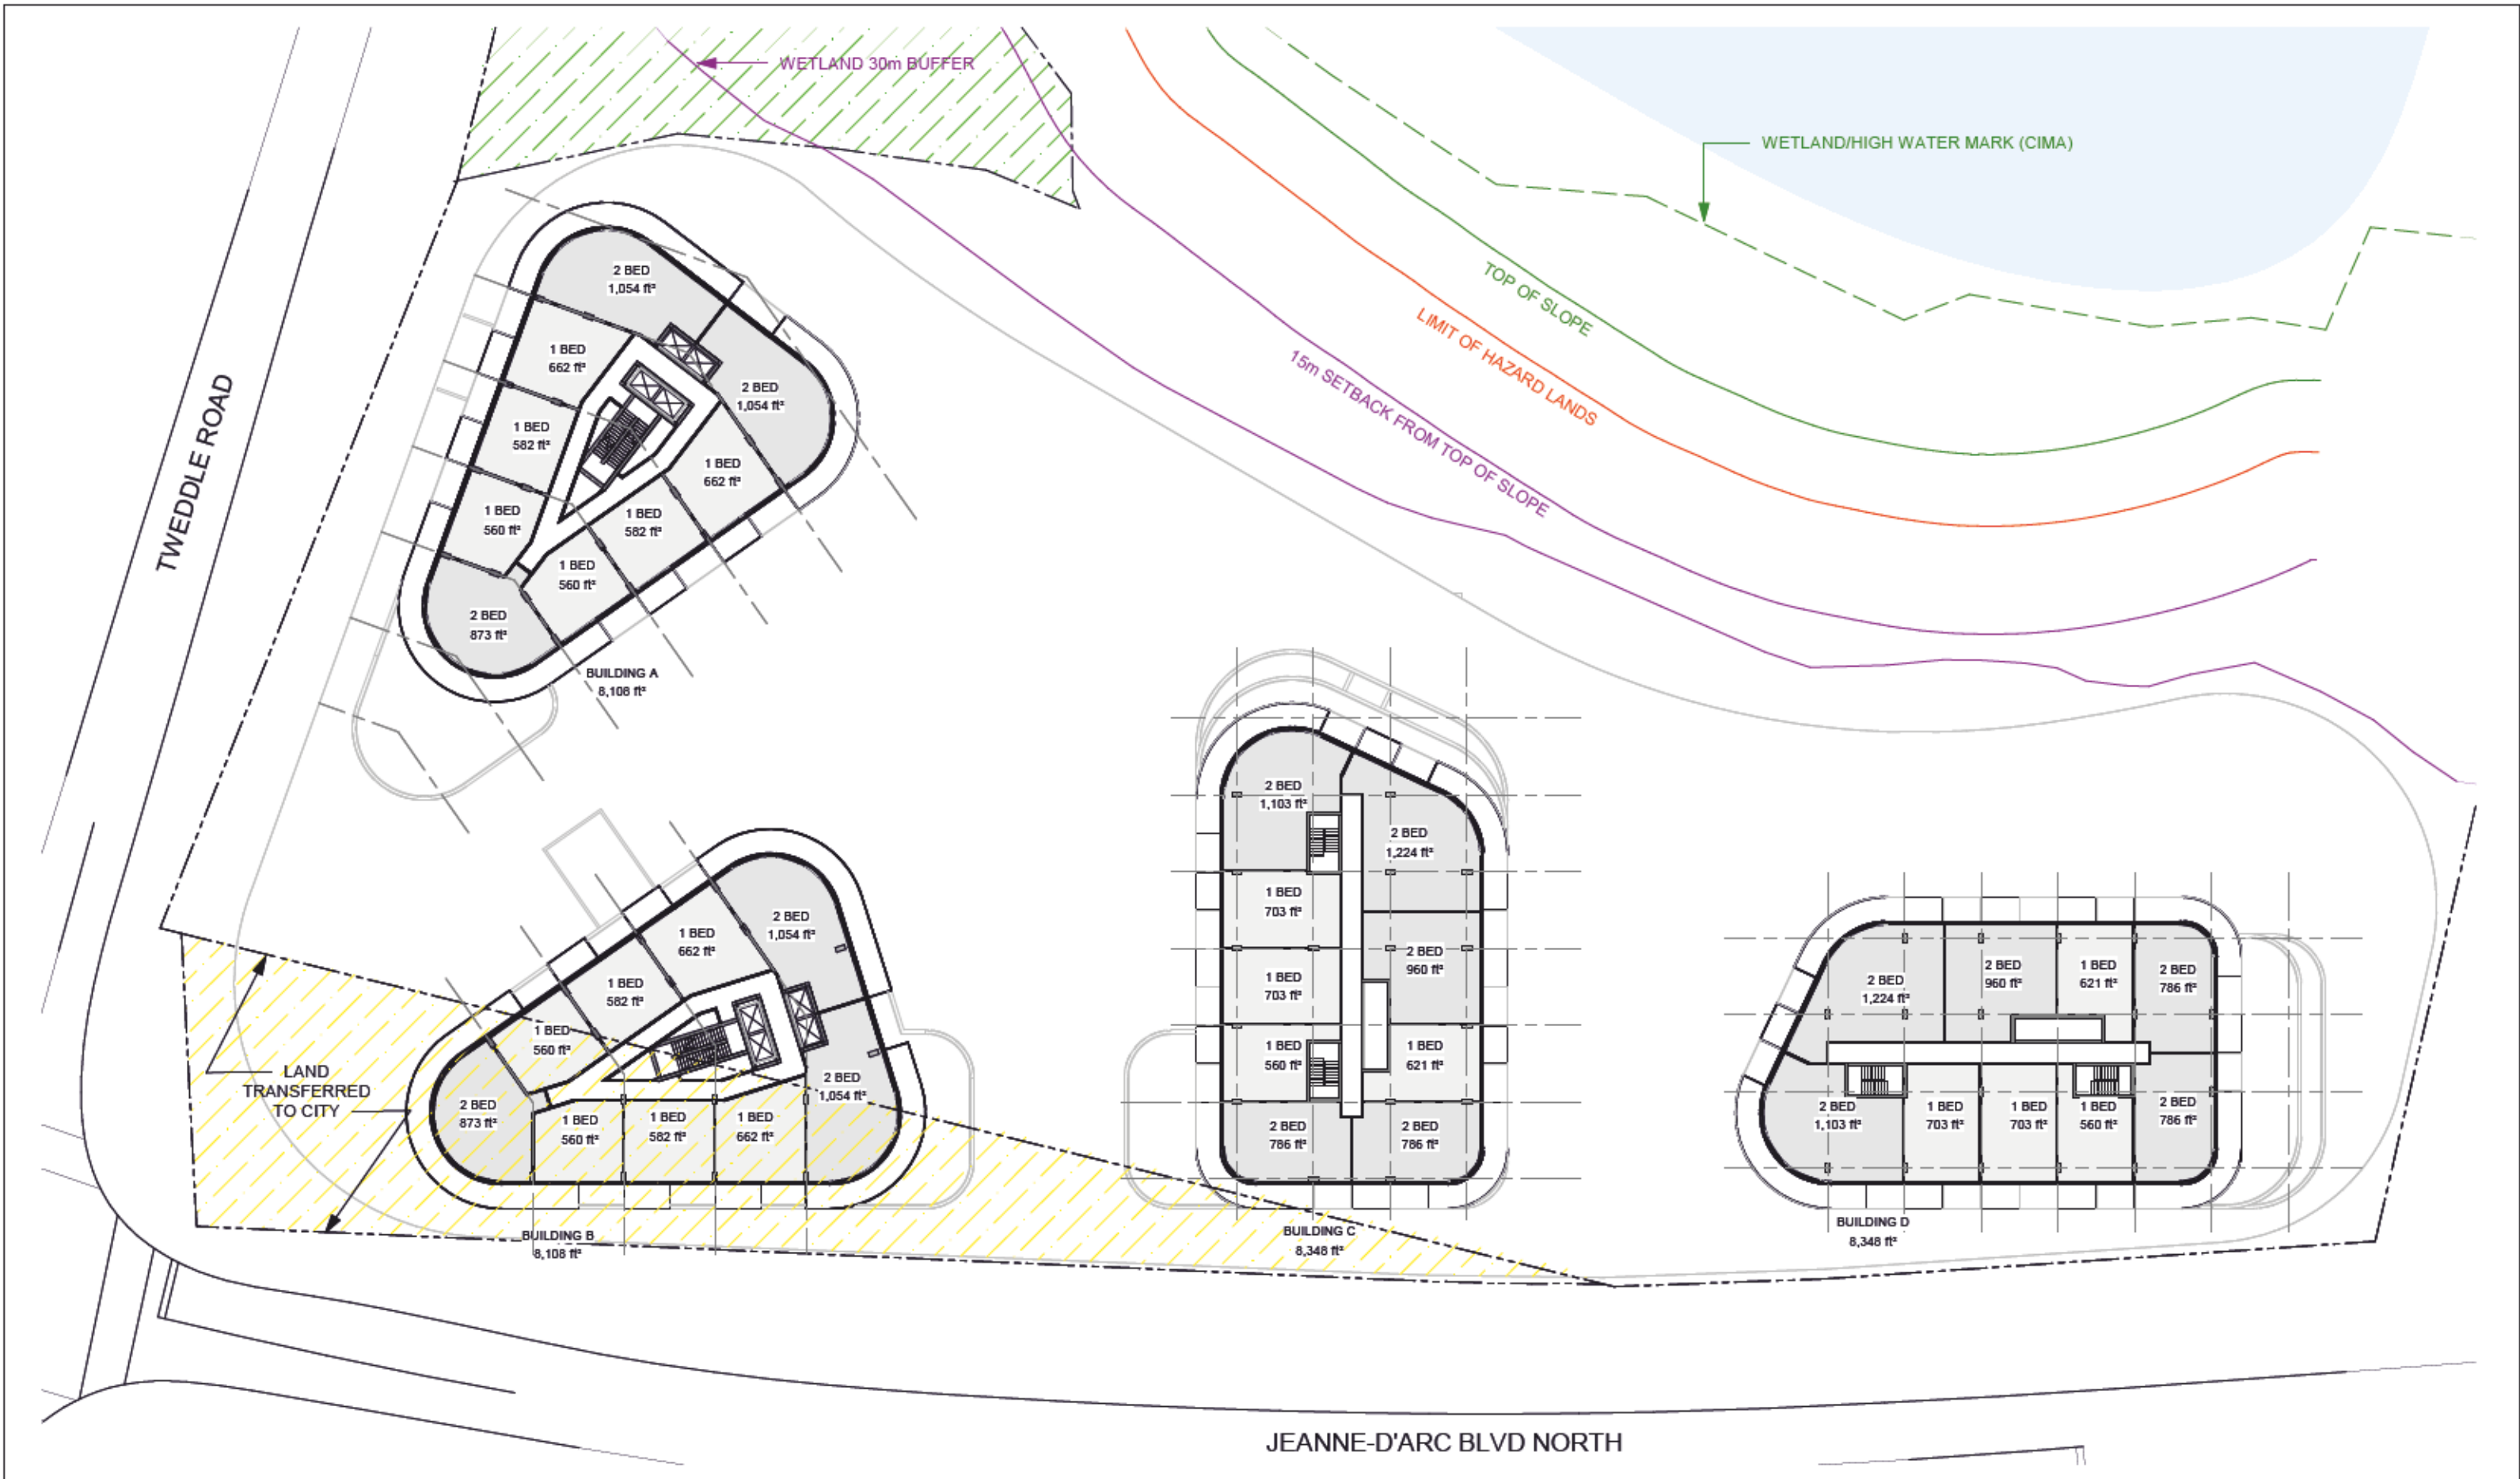 WETLAND 30m BUFFER
WETLAND/HIGH WATER MARK (CIMA)
TOP OF SLOPE
LIMIT OF HAZARD LANDS
15m SETBACK FROM TOP OF SLOPE
TWEDDLE ROAD
2 BED
1,054 ft²
1 BED
662 ft²
2 BED
1,054 ft²
1 BED
582 ft²
1 BED
662 ft²
1 BED
560 ft²
1 BED
582 ft²
1 BED
560 ft²
2 BED
873 ft²
BUILDING A
8,108 ft²
2 BED
1,054 ft²
1 BED
662 ft²
1 BED
582 ft²
1 BED
560 ft²
2 BED
1,054 ft²
2 BED
873 ft²
1 BED
560 ft²
1 BED
582 ft²
1 BED
662 ft²
LAND
TRANSFERRED
TO CITY
BUILDING B
8,108 ft²
2 BED
1,103 ft²
2 BED
1,224 ft²
1 BED
703 ft²
2 BED
960 ft²
1 BED
703 ft²
1 BED
560 ft²
1 BED
621 ft²
2 BED
786 ft²
2 BED
786 ft²
BUILDING C
8,348 ft²
2 BED
1,224 ft²
2 BED
960 ft²
1 BED
621 ft²
2 BED
786 ft²
2 BED
1,103 ft²
1 BED
703 ft²
1 BED
703 ft²
1 BED
560 ft²
2 BED
786 ft²
BUILDING D
8,348 ft²
JEANNE-D'ARC BLVD NORTH